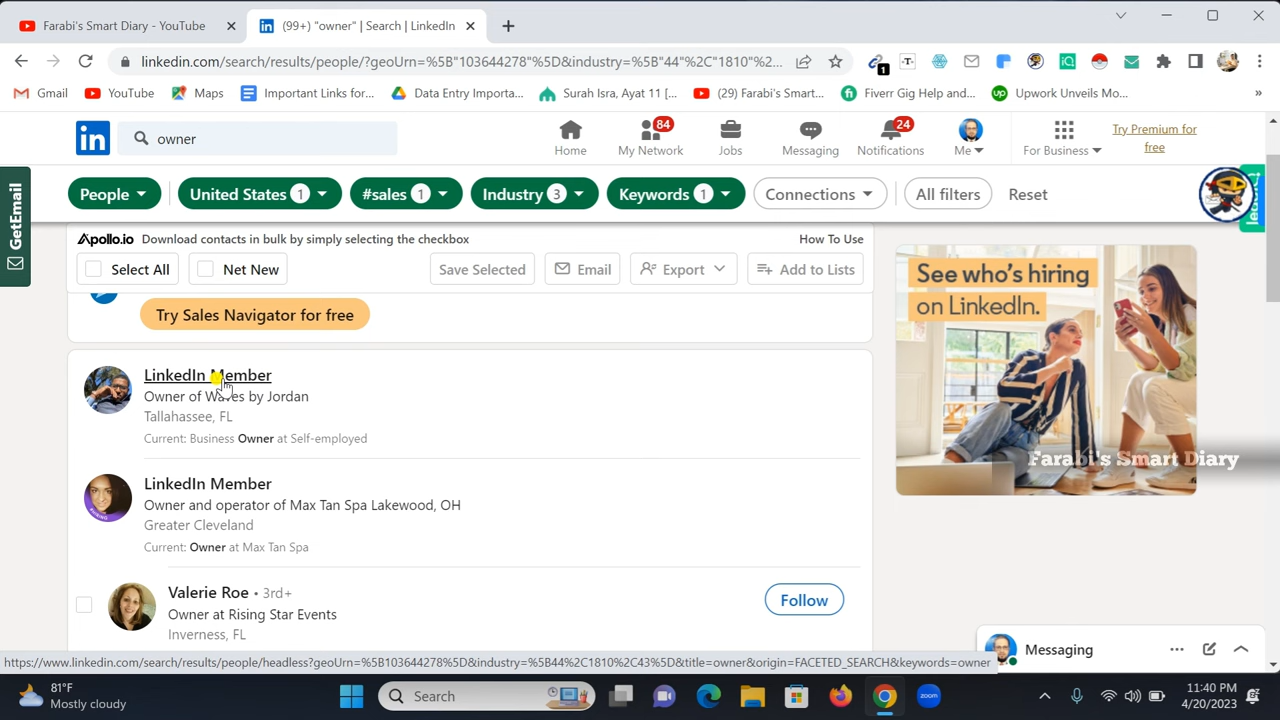 Farabi's Smart Diary - YouTube
(99+) "owner" | Search | LinkedIn
linkedin.com/search/results/people/?geoUrn=%5B"103644278"%5D&industry=%5B"44"%2C"1810"%2...
1
Gmail
YouTube
Maps
Important Links for...
Data Entry Importa...
Surah Isra, Ayat 11 [...
(29) Farabi's Smart...
Fiverr Gig Help and...
Upwork Unveils Mo...
»
in
owner
Home
84
My Network
Jobs
Messaging
24
Notifications
Me
For Business
Try Premium for
free
GetEmail
People
United States 1
#sales 1
Industry 3
Keywords 1
Connections
All filters
Reset
Apollo.io
Download contacts in bulk by simply selecting the checkbox
How To Use
Select All
Net New
Save Selected
Email
Export
Add to Lists
Try Sales Navigator for free
See who's hiring
on LinkedIn.
LinkedIn Member
Owner of Waves by Jordan
Tallahassee, FL
Current: Business Owner at Self-employed
Farabi's Smart Diary
LinkedIn Member
Owner and operator of Max Tan Spa Lakewood, OH
Greater Cleveland
Current: Owner at Max Tan Spa
Valerie Roe • 3rd+
Owner at Rising Star Events
Inverness, FL
Follow
Messaging
https://www.linkedin.com/search/results/people/headless?geoUrn=%5B103644278%5D&industry=%5B44%2C1810%2C43%5D&title=owner&origin=FACETED_SEARCH&keywords=owner
81°F
Mostly cloudy
Search
zoom
11:40 PM
4/20/2023